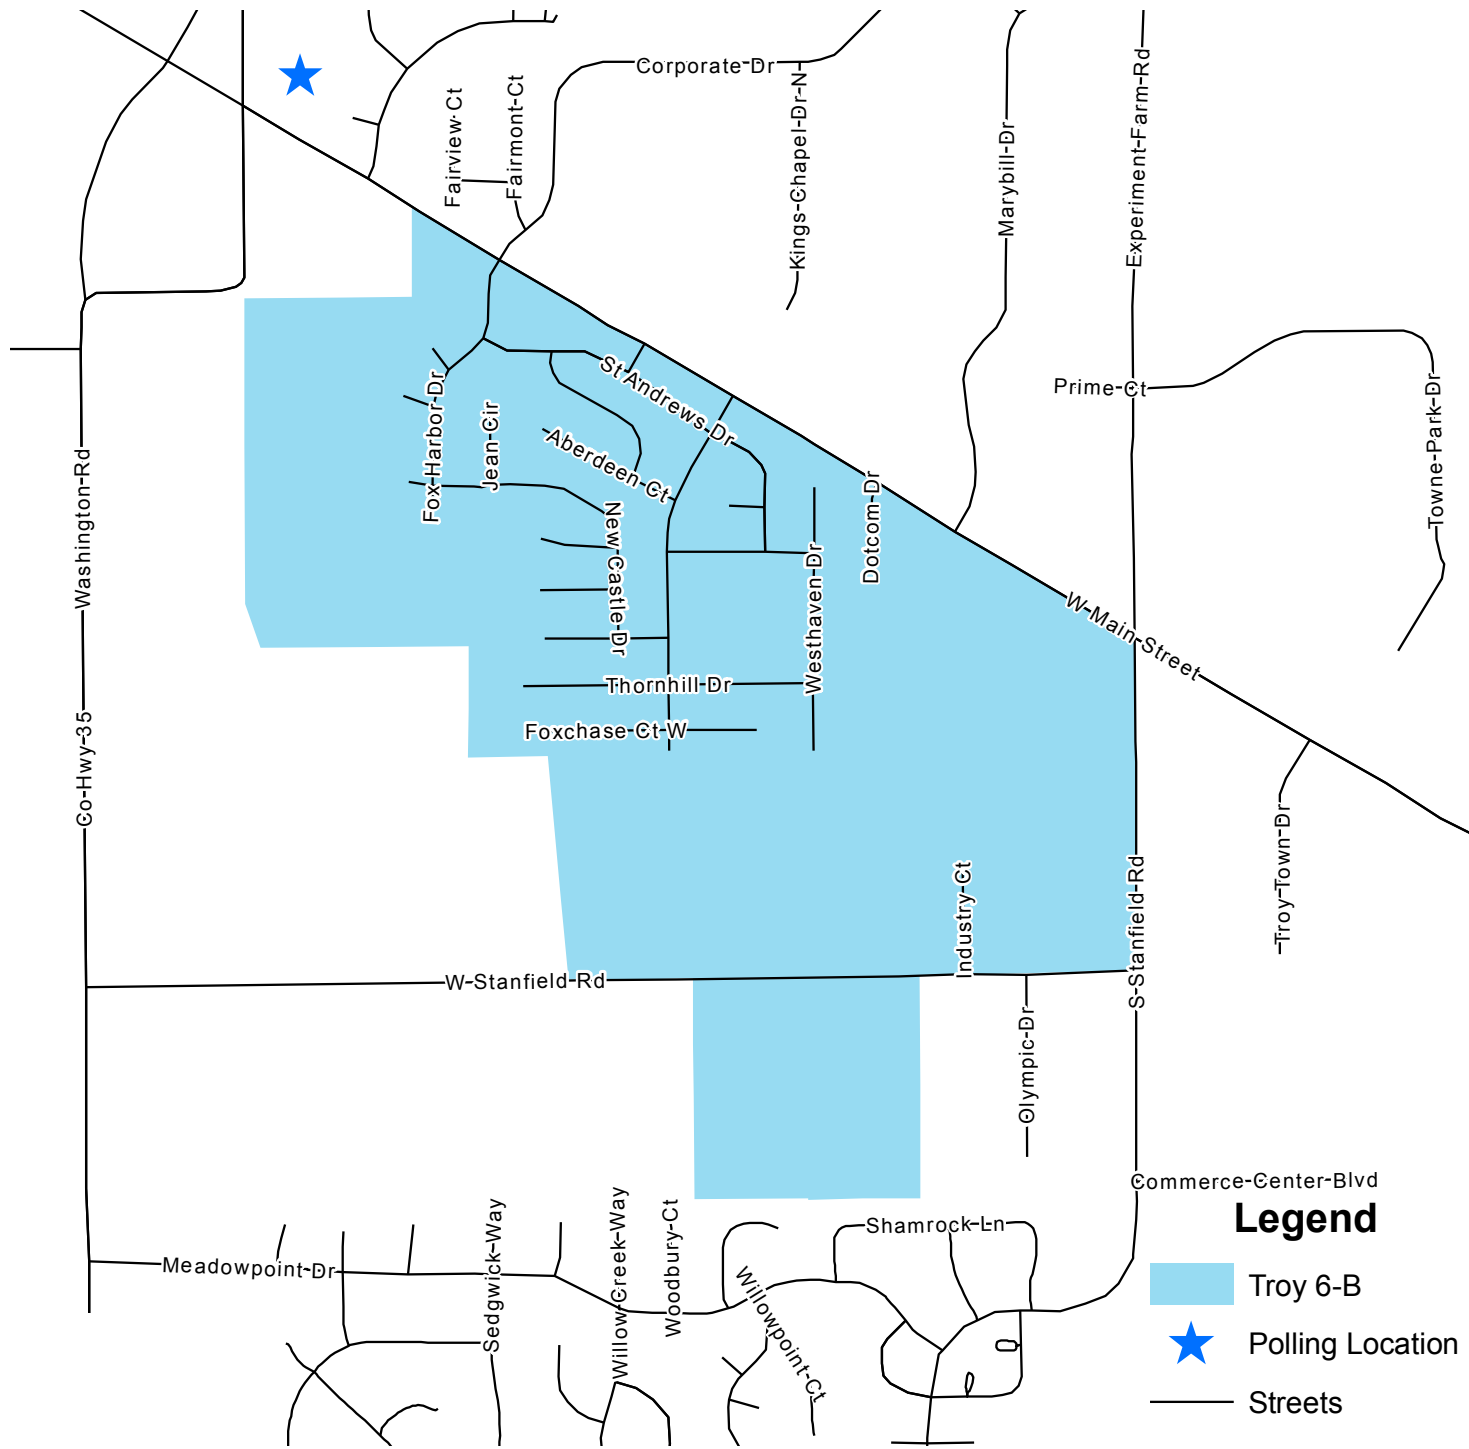 Corporate Dr
Fairview Ct
Fairmont Ct
Kings Chapel Dr N
Marybill Dr
Experiment Farm Rd
St Andrews Dr
Prime Ct
Towne Park Dr
Fox Harbor Dr
Jean Cir
Aberdeen Ct
Washington Rd
New Castle Dr
Dotcom Dr
Westhaven Dr
W Main Street
Thornhill Dr
Foxchase Ct W
Co Hwy 35
Troy Town Dr
Industry Ct
S Stanfield Rd
W Stanfield Rd
Olympic Dr
Commerce Center Blvd
Meadowpoint Dr
Sedgwick Way
Willow Creek Way
Woodbury Ct
Willowpoint Ct
Shamrock Ln
Legend
Troy 6-B
Polling Location
Streets